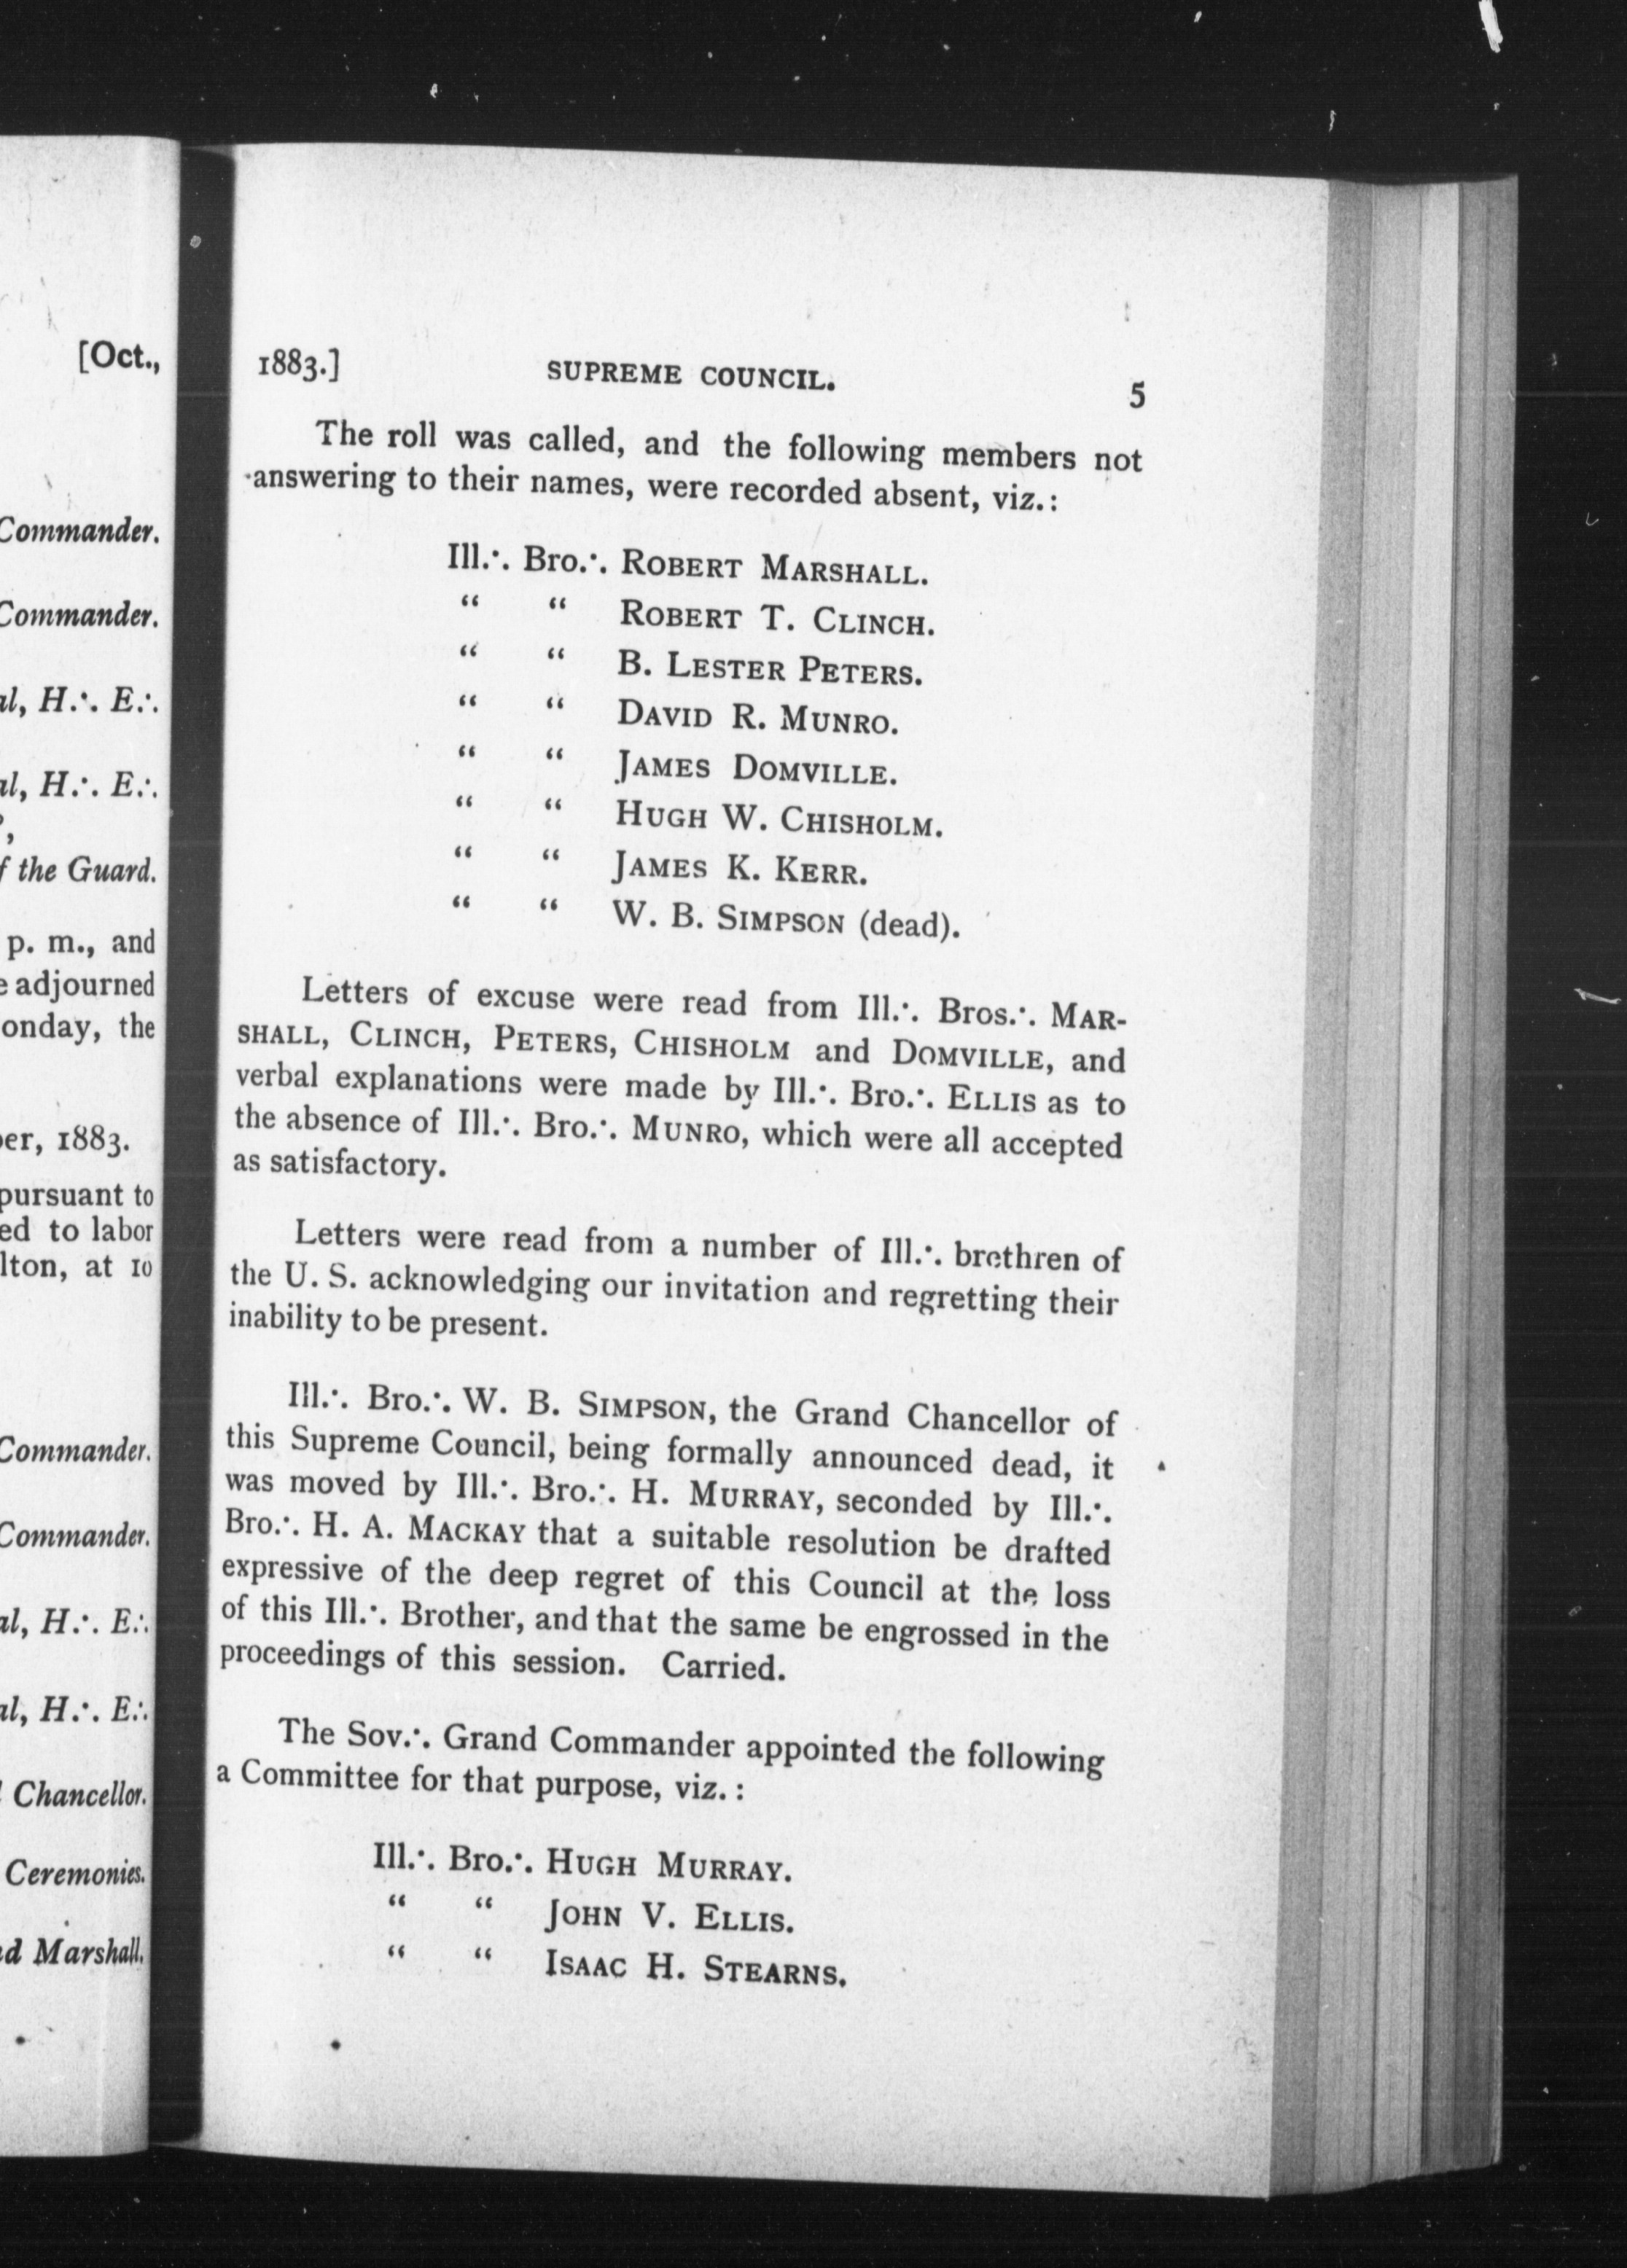 [Oct.,
Commander.
Commander.
al, H∴ E∴
al, H∴ E∴
f the Guard.
p. m., and
e adjourned
onday, the
er, 1883.
pursuant to
ed to labor
lton, at 10
Commander.
Commander.
al, H∴ E∴
al, H∴ E∴
Chancellor.
Ceremonies.
d Marshall.
1883.] SUPREME COUNCIL. 5
The roll was called, and the following members not
answering to their names, were recorded absent, viz.:
Ill.∴ Bro.∴ ROBERT MARSHALL.
“ “ ROBERT T. CLINCH.
“ “ B. LESTER PETERS.
“ “ DAVID R. MUNRO.
“ “ JAMES DOMVILLE.
“ “ HUGH W. CHISHOLM.
“ “ JAMES K. KERR.
“ “ W. B. SIMPSON (dead).
Letters of excuse were read from Ill.∴ Bros.∴ MAR-
SHALL, CLINCH, PETERS, CHISHOLM and DOMVILLE, and
verbal explanations were made by Ill.∴ Bro.∴ ELLIS as to
the absence of Ill.∴ Bro.∴ MUNRO, which were all accepted
as satisfactory.
Letters were read from a number of Ill.∴ brethren of
the U. S. acknowledging our invitation and regretting their
inability to be present.
Ill.∴ Bro.∴ W. B. SIMPSON, the Grand Chancellor of
this Supreme Council, being formally announced dead, it
was moved by Ill.∴ Bro.∴ H. MURRAY, seconded by Ill.∴
Bro.∴ H. A. MACKAY that a suitable resolution be drafted
expressive of the deep regret of this Council at the loss
of this Ill.∴ Brother, and that the same be engrossed in the
proceedings of this session. Carried.
The Sov.∴ Grand Commander appointed the following
a Committee for that purpose, viz. :
Ill.∴ Bro.∴ HUGH MURRAY.
“ “ JOHN V. ELLIS.
“ “ ISAAC H. STEARNS.